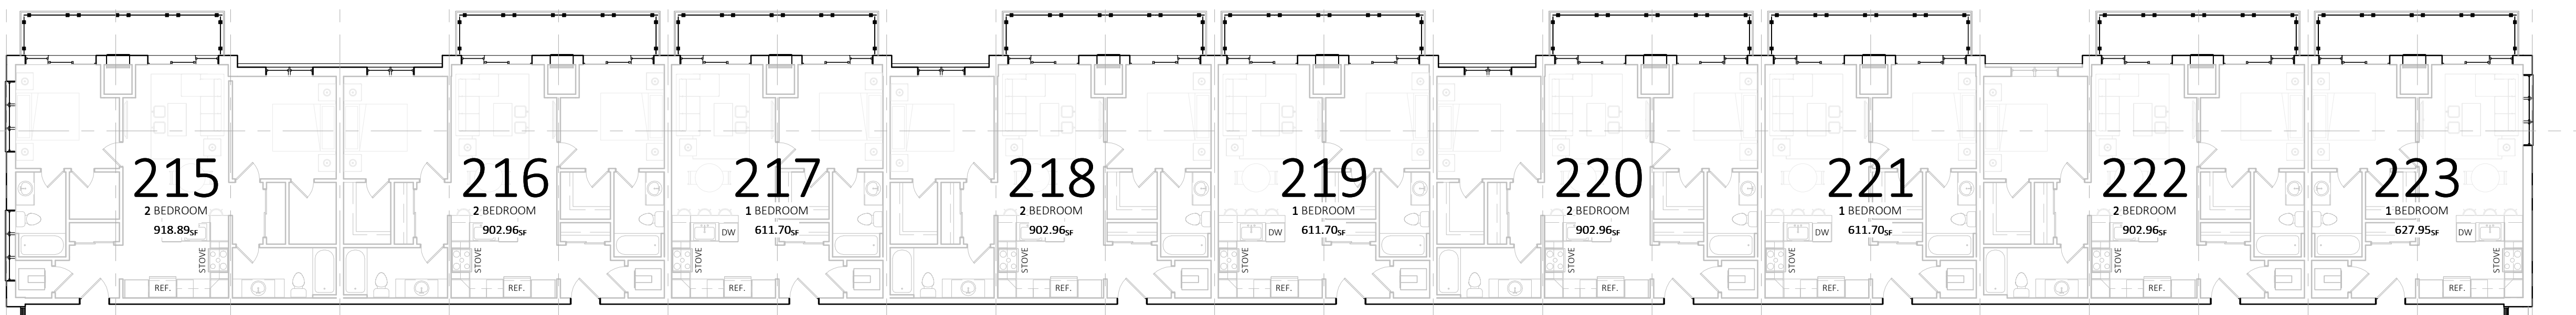 215
2 BEDROOM
918.89SF
STOVE
REF.
216
2 BEDROOM
902.96SF
STOVE
REF.
217
1 BEDROOM
611.70SF
DW
STOVE
REF.
218
2 BEDROOM
902.96SF
STOVE
REF.
219
1 BEDROOM
611.70SF
DW
STOVE
REF.
220
2 BEDROOM
902.96SF
STOVE
REF.
221
1 BEDROOM
611.70SF
DW
STOVE
REF.
222
2 BEDROOM
902.96SF
STOVE
REF.
223
1 BEDROOM
627.95SF
DW
STOVE
REF.